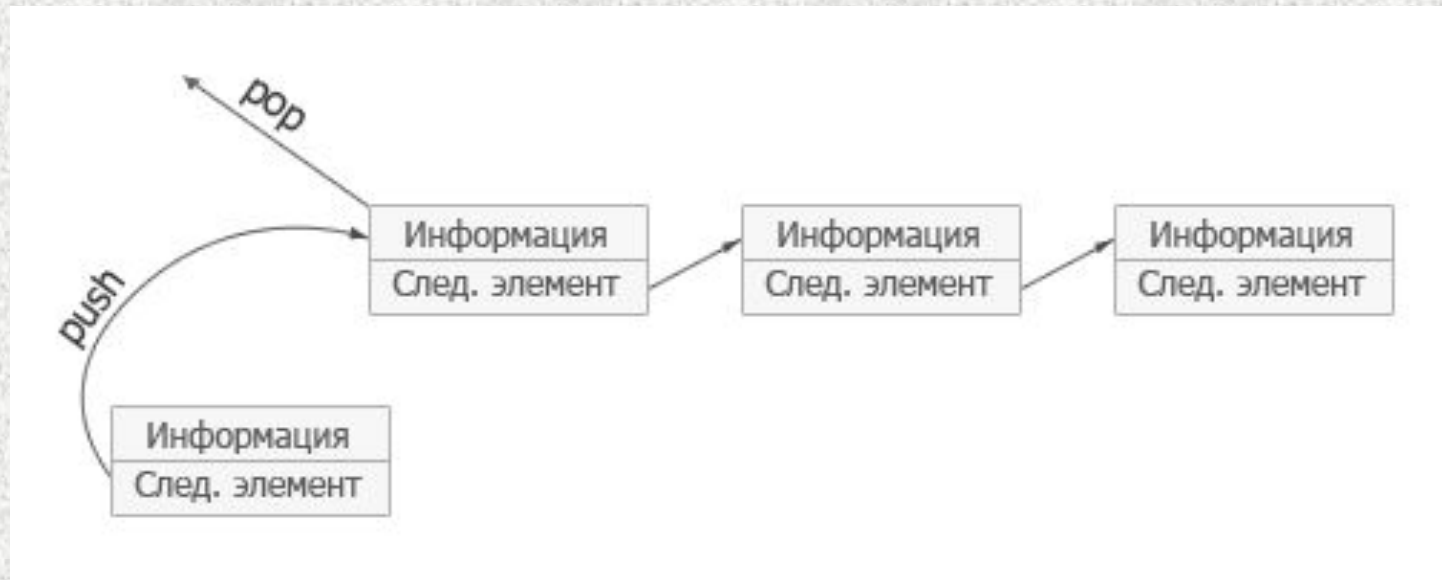 pop
Информация
След. элемент
Информация
След. элемент
Информация
След. элемент
push
Информация
След. элемент